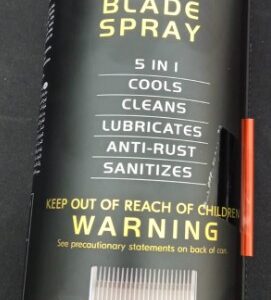 BLADE
SPRAY
5 IN 1
COOLS
CLEANS
LUBRICATES
ANTI-RUST
SANITIZES
KEEP OUT OF REACH OF CHILDREN
WARNING
See precautionary statements on back of can.